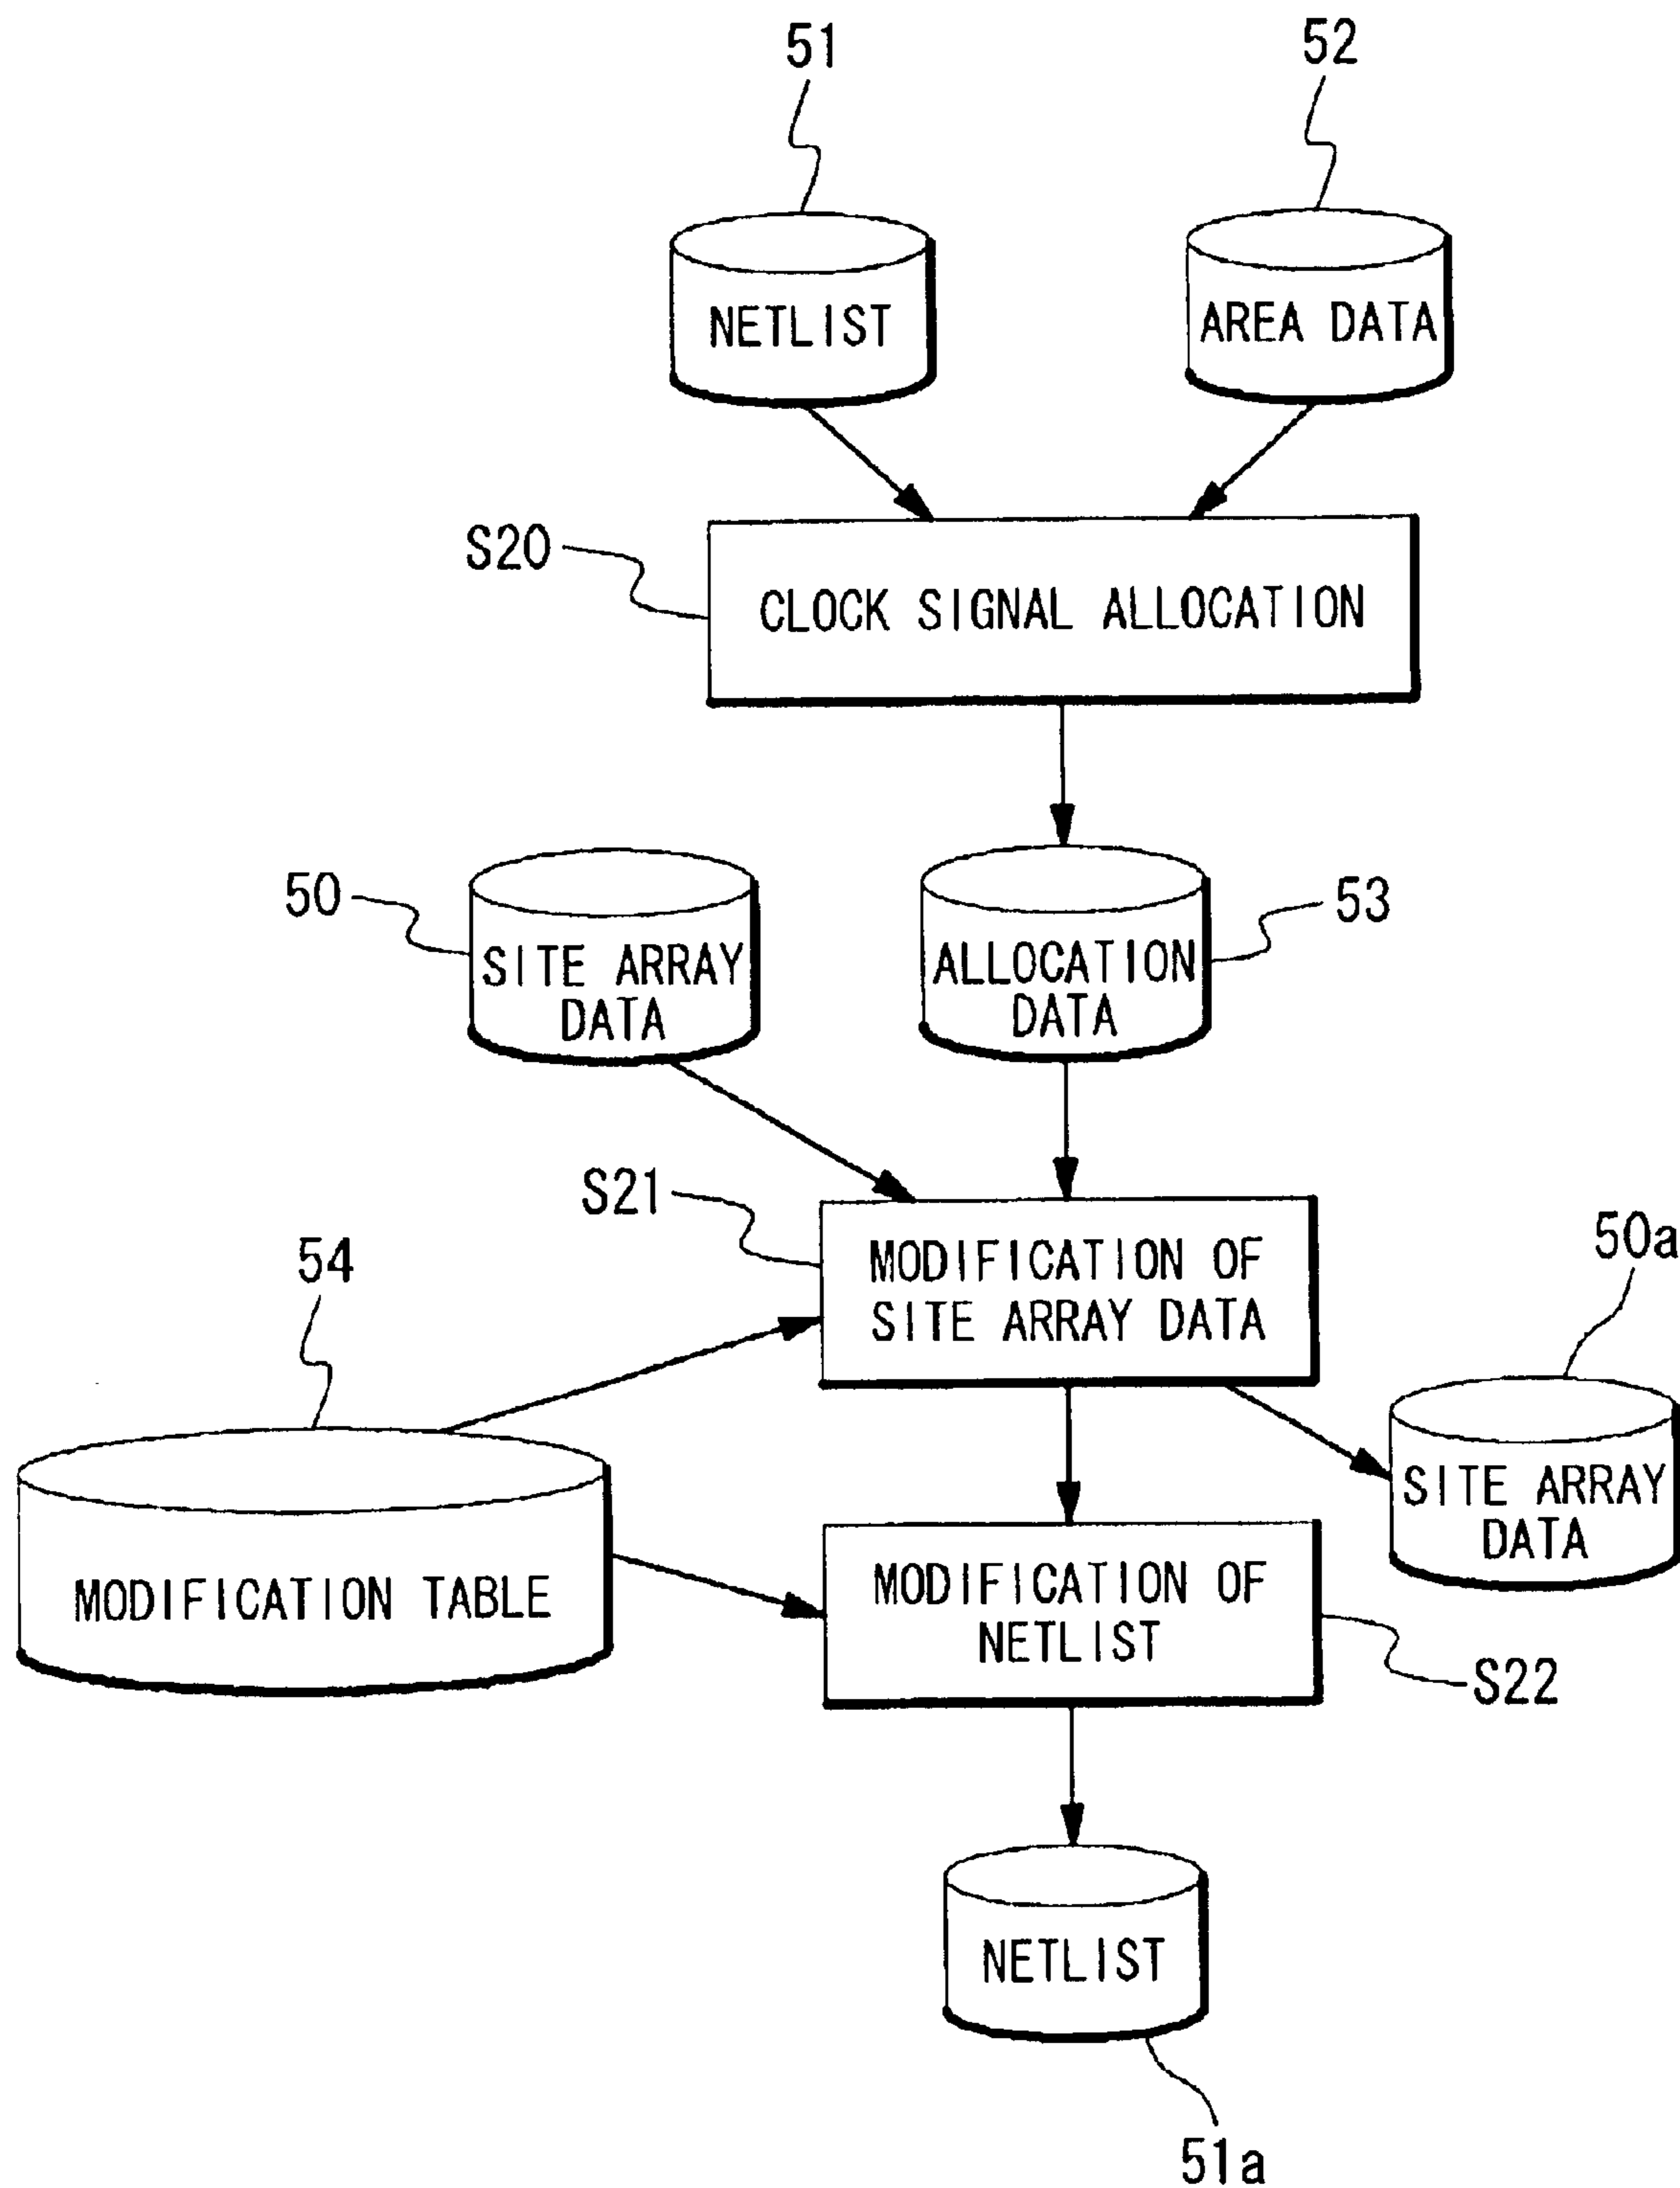 51
52
NETLIST
AREA DATA
S20
CLOCK SIGNAL ALLOCATION
50
SITE ARRAY
DATA
ALLOCATION
DATA
53
S21
MODIFICATION OF
SITE ARRAY DATA
50a
54
MODIFICATION TABLE
SITE ARRAY
DATA
MODIFICATION OF
NETLIST
S22
NETLIST
51a